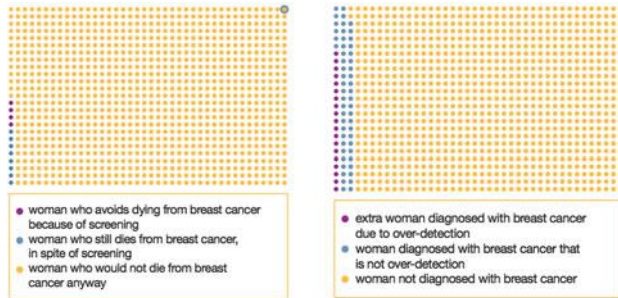 woman who avoids dying from breast cancer
because of screening
woman who still dies from breast cancer,
in spite of screening
woman who would not die from breast
cancer anyway
extra woman diagnosed with breast cancer
due to over-detection
woman diagnosed with breast cancer that
is not over-detection
woman not diagnosed with breast cancer